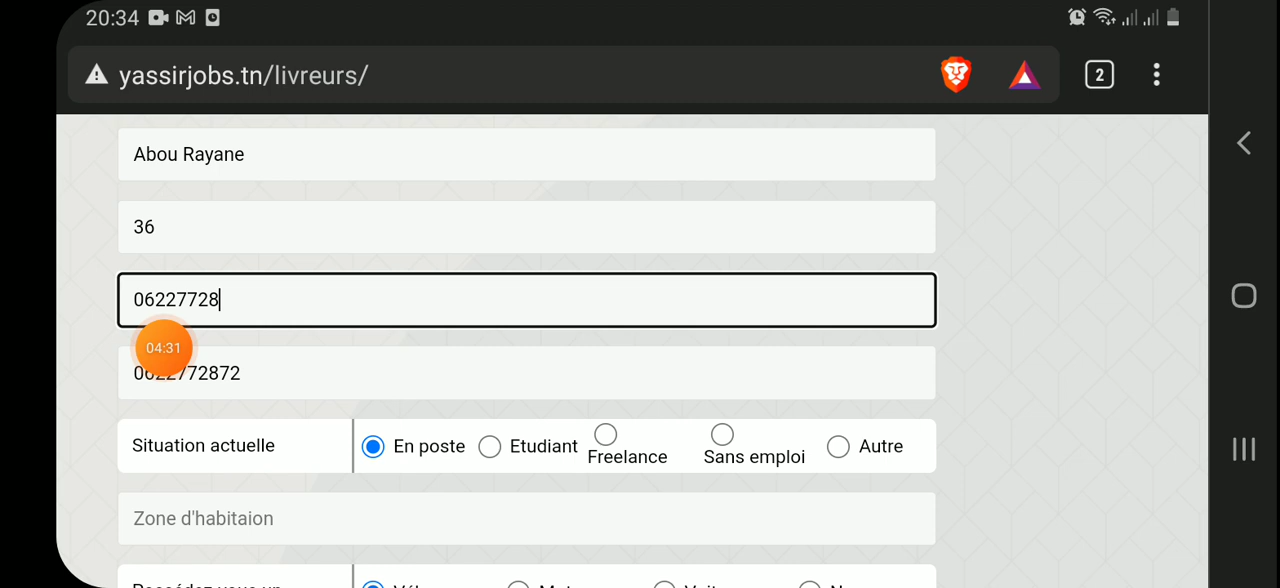 20:34
yassirjobs.tn/livreurs/
2
Abou Rayane
36
06227728
04:31
0622772872
Situation actuelle En poste Etudiant Freelance Sans emploi Autre
Zone d'habitaion